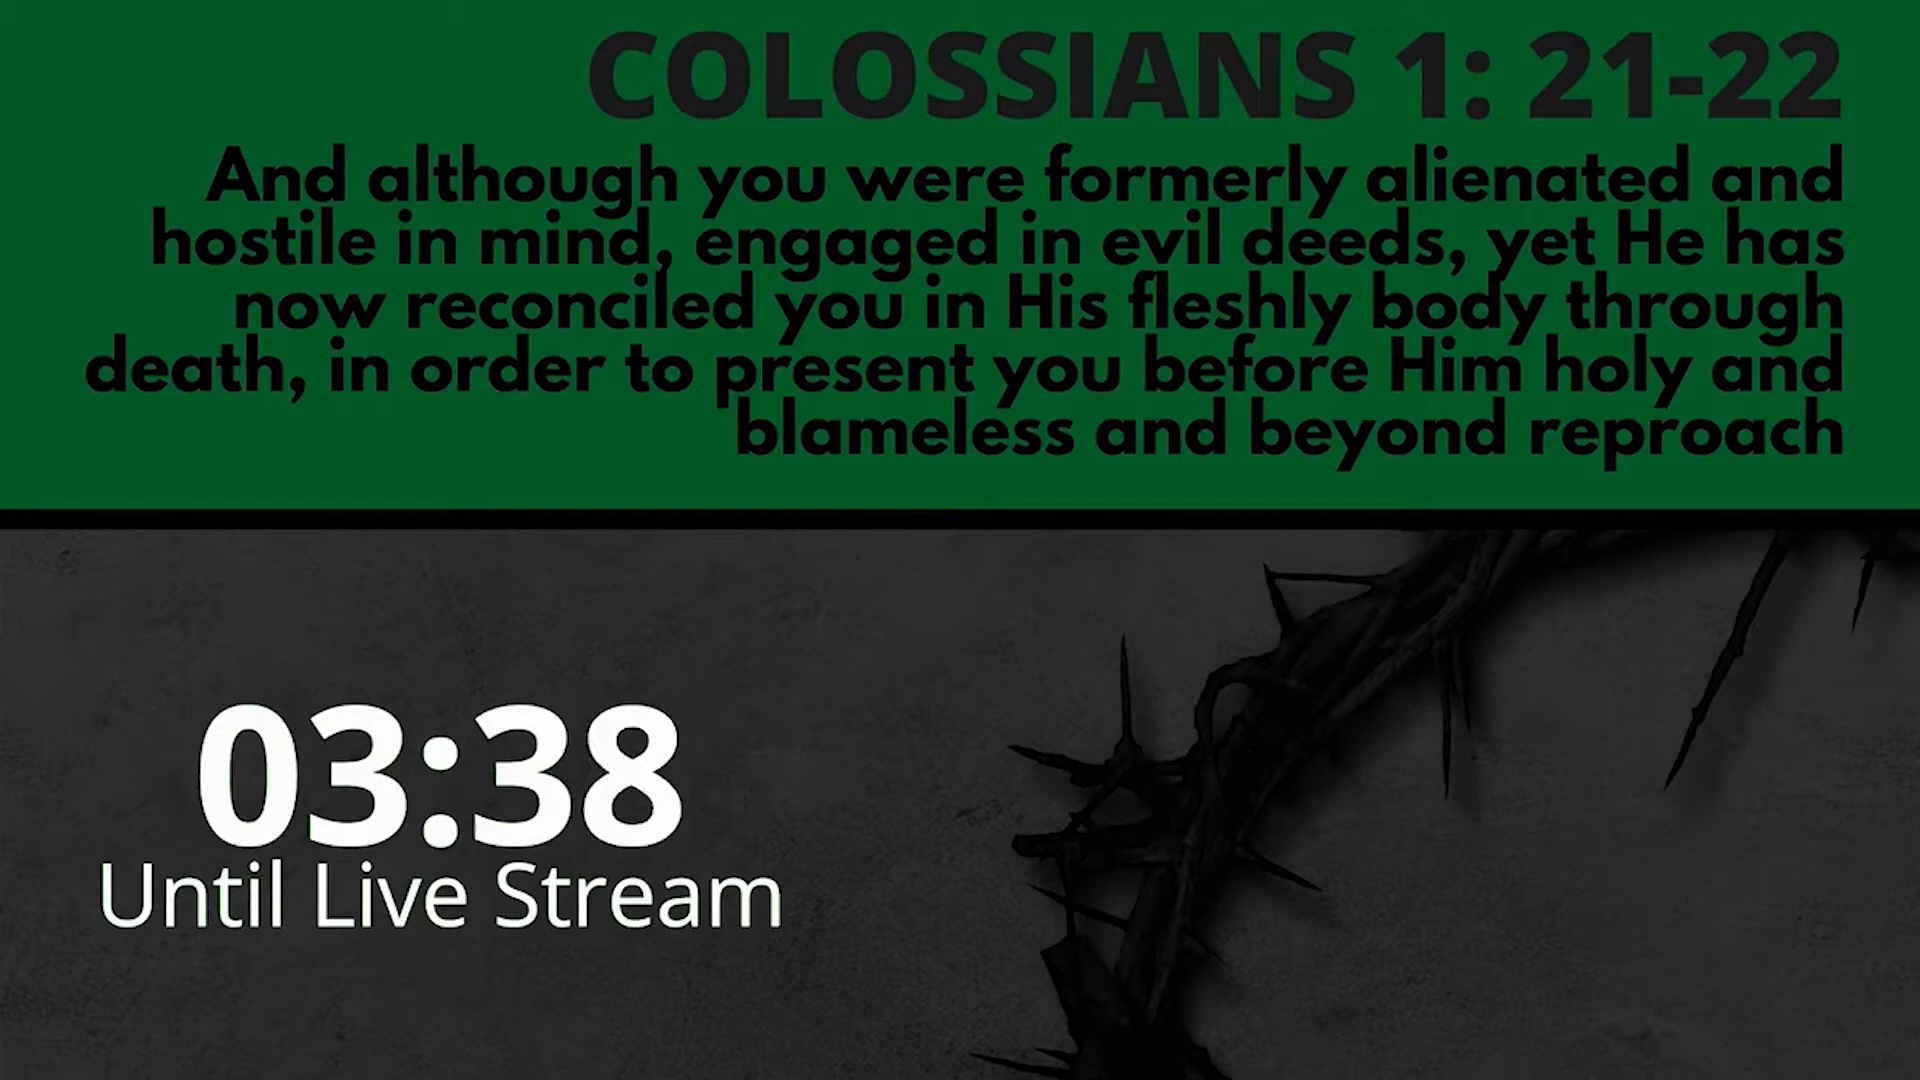 COLOSSIANS 1: 21-22
And although you were formerly alienated and
hostile in mind, engaged in evil deeds, yet He has
now reconciled you in His fleshly body through
death, in order to present you before Him holy and
blameless and beyond reproach
03:38
Until Live Stream